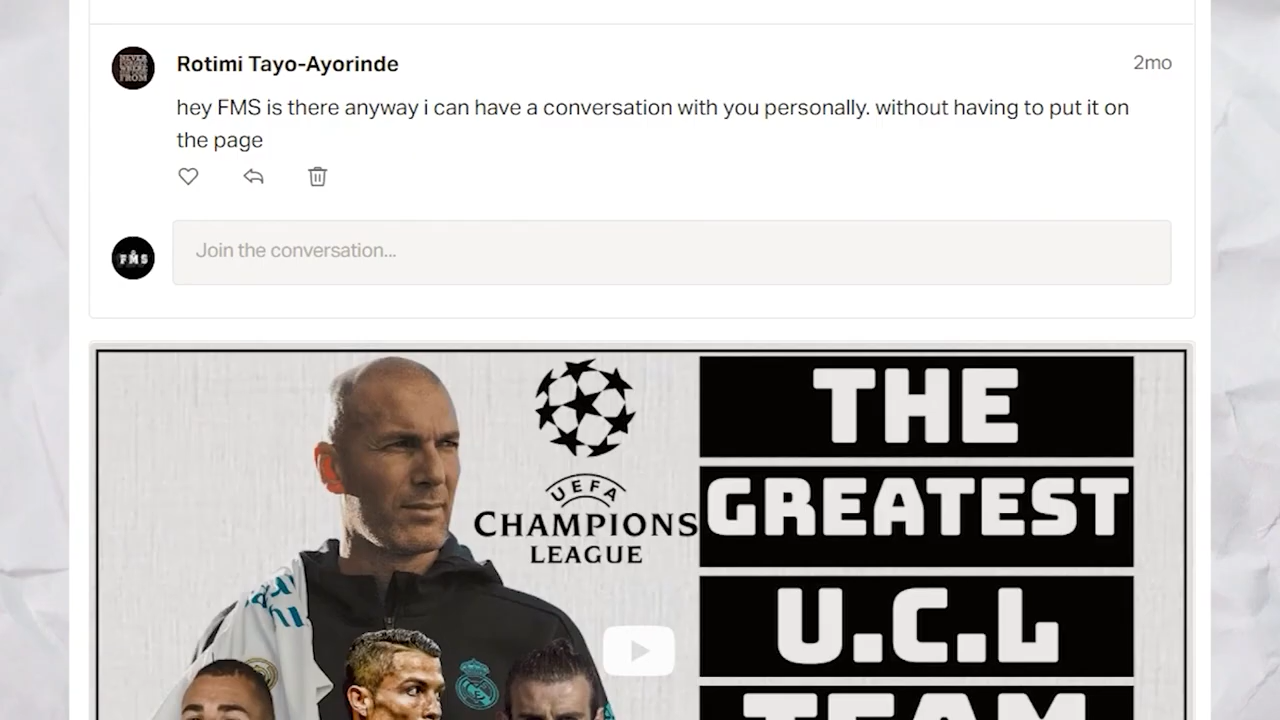 Rotimi Tayo-Ayorinde
2mo
hey FMS is there anyway i can have a conversation with you personally. without having to put it on
the page
FMS
Join the conversation...
UEFA
CHAMPIONS
LEAGUE
THE
GREATEST
U.C.L
TEAM